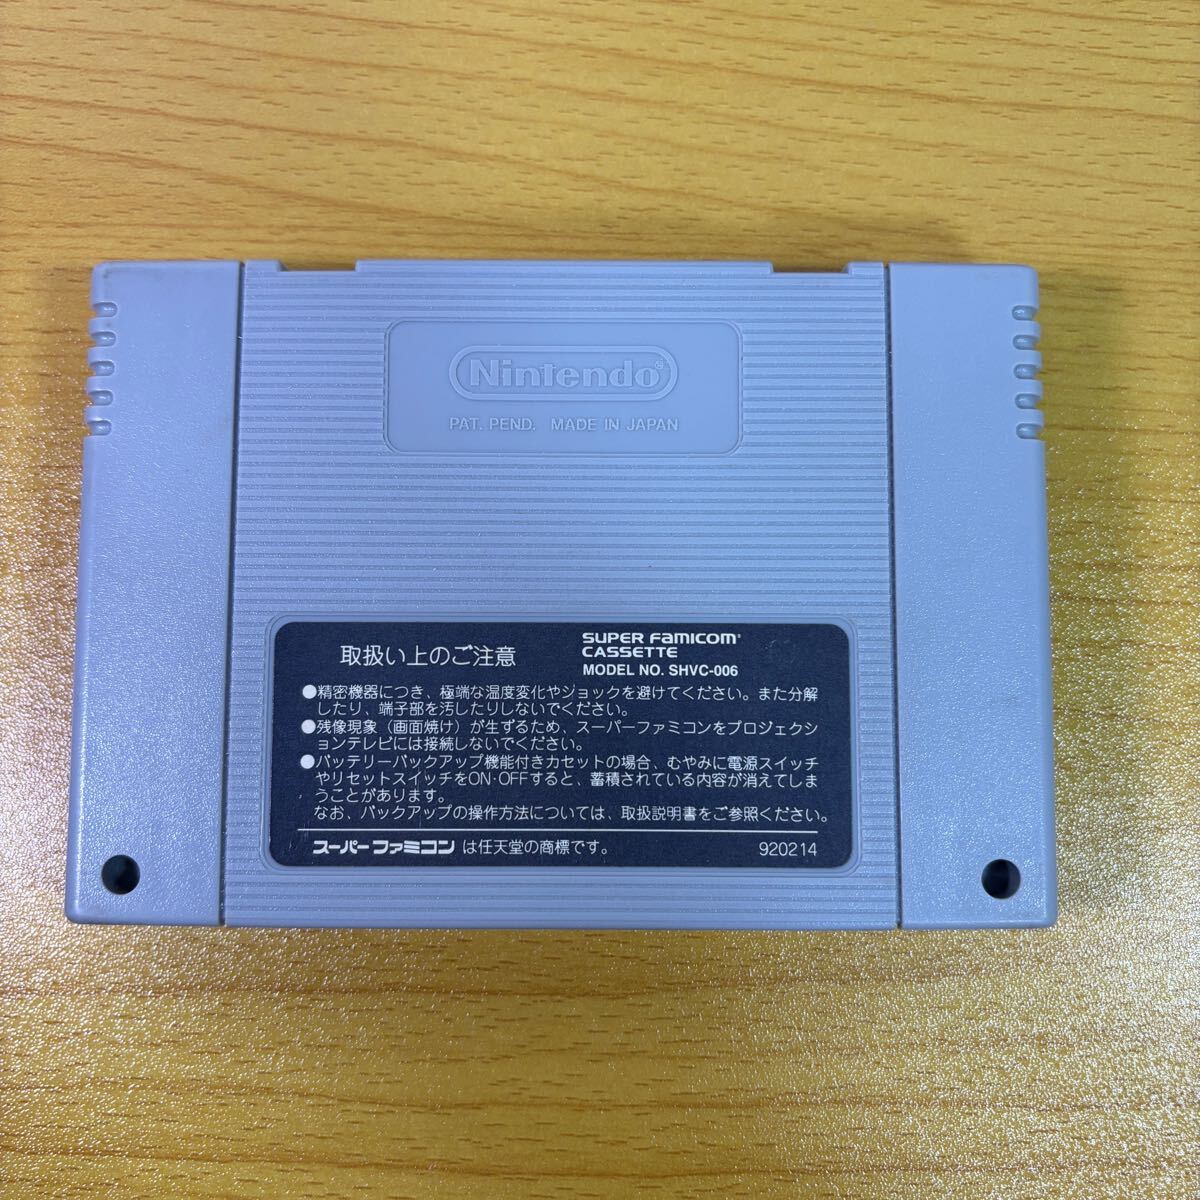 Nintendo®
PAT. PEND. MADE IN JAPAN
取扱い上のご注意
SUPER FAMICOM
CASSETTE
MODEL NO. SHVC-006
●精密機器につき、極端な温度変化やショックを避けてください。また分解
したり、端子部を汚したりしないでください。
●残像現象（画面焼け）が生ずるため、スーパーファミコンをプロジェクシ
ョンテレビには接続しないでください。
●バッテリーバックアップ機能付きカセットの場合、むやみに電源スイッチ
やリセットスイッチをON・OFFすると、蓄積されている内容が消えてしま
うことがあります。
なお、バックアップの操作方法については、取扱説明書をご参照ください。
スーパーファミコン は任天堂の商標です。
920214